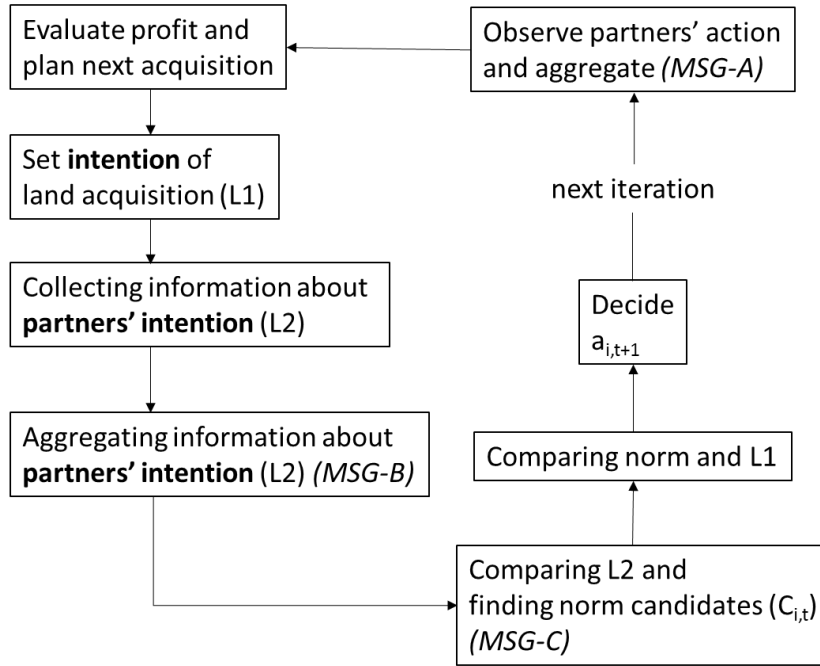 Evaluate profit and
plan next acquisition
Set intention of
land acquisition (L1)
Collecting information about
partners' intention (L2)
Aggregating information about
partners' intention (L2) (MSG-B)
Comparing L2 and
finding norm candidates (Ci,t)
(MSG-C)
Comparing norm and L1
Decide
ai,t+1
next iteration
Observe partners' action
and aggregate (MSG-A)